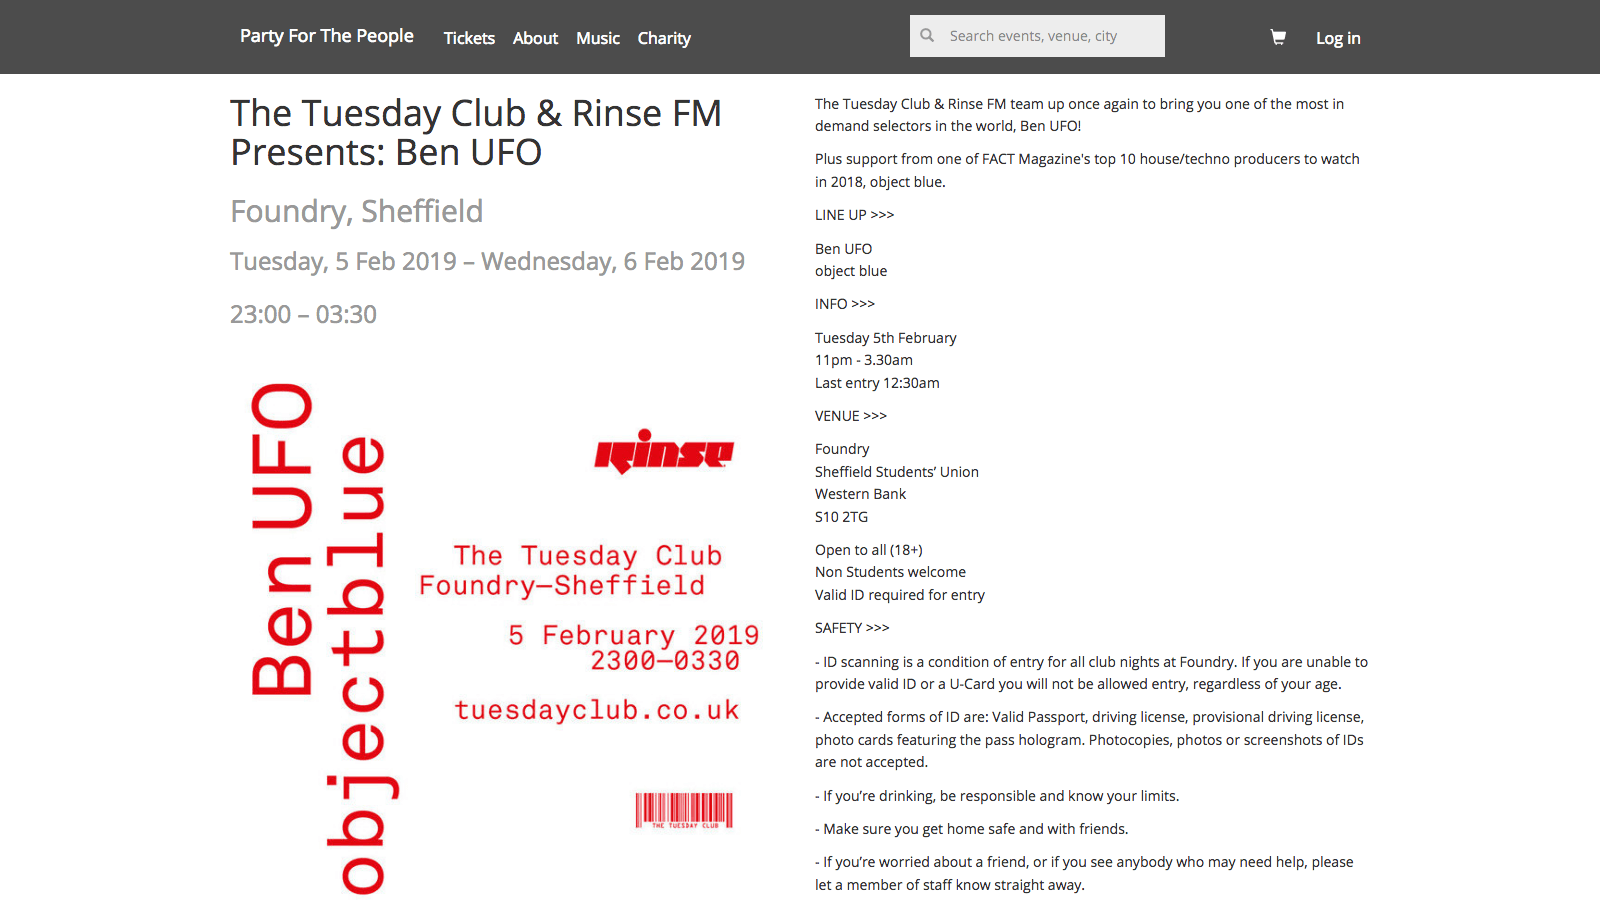 Party For The People
Tickets
About
Music
Charity
Search events, venue, city
Log in
The Tuesday Club & Rinse FM
Presents: Ben UFO
Foundry, Sheffield
Tuesday, 5 Feb 2019 – Wednesday, 6 Feb 2019
23:00 – 03:30
Ben UFO
objectblue
rinse
The Tuesday Club
Foundry—Sheffield
5 February 2019
2300—0330
tuesdayclub.co.uk
THE TUESDAY CLUB
The Tuesday Club & Rinse FM team up once again to bring you one of the most in
demand selectors in the world, Ben UFO!
Plus support from one of FACT Magazine's top 10 house/techno producers to watch
in 2018, object blue.
LINE UP >>>
Ben UFO
object blue
INFO >>>
Tuesday 5th February
11pm - 3.30am
Last entry 12:30am
VENUE >>>
Foundry
Sheffield Students’ Union
Western Bank
S10 2TG
Open to all (18+)
Non Students welcome
Valid ID required for entry
SAFETY >>>
- ID scanning is a condition of entry for all club nights at Foundry. If you are unable to
provide valid ID or a U-Card you will not be allowed entry, regardless of your age.
- Accepted forms of ID are: Valid Passport, driving license, provisional driving license,
photo cards featuring the pass hologram. Photocopies, photos or screenshots of IDs
are not accepted.
- If you’re drinking, be responsible and know your limits.
- Make sure you get home safe and with friends.
- If you’re worried about a friend, or if you see anybody who may need help, please
let a member of staff know straight away.